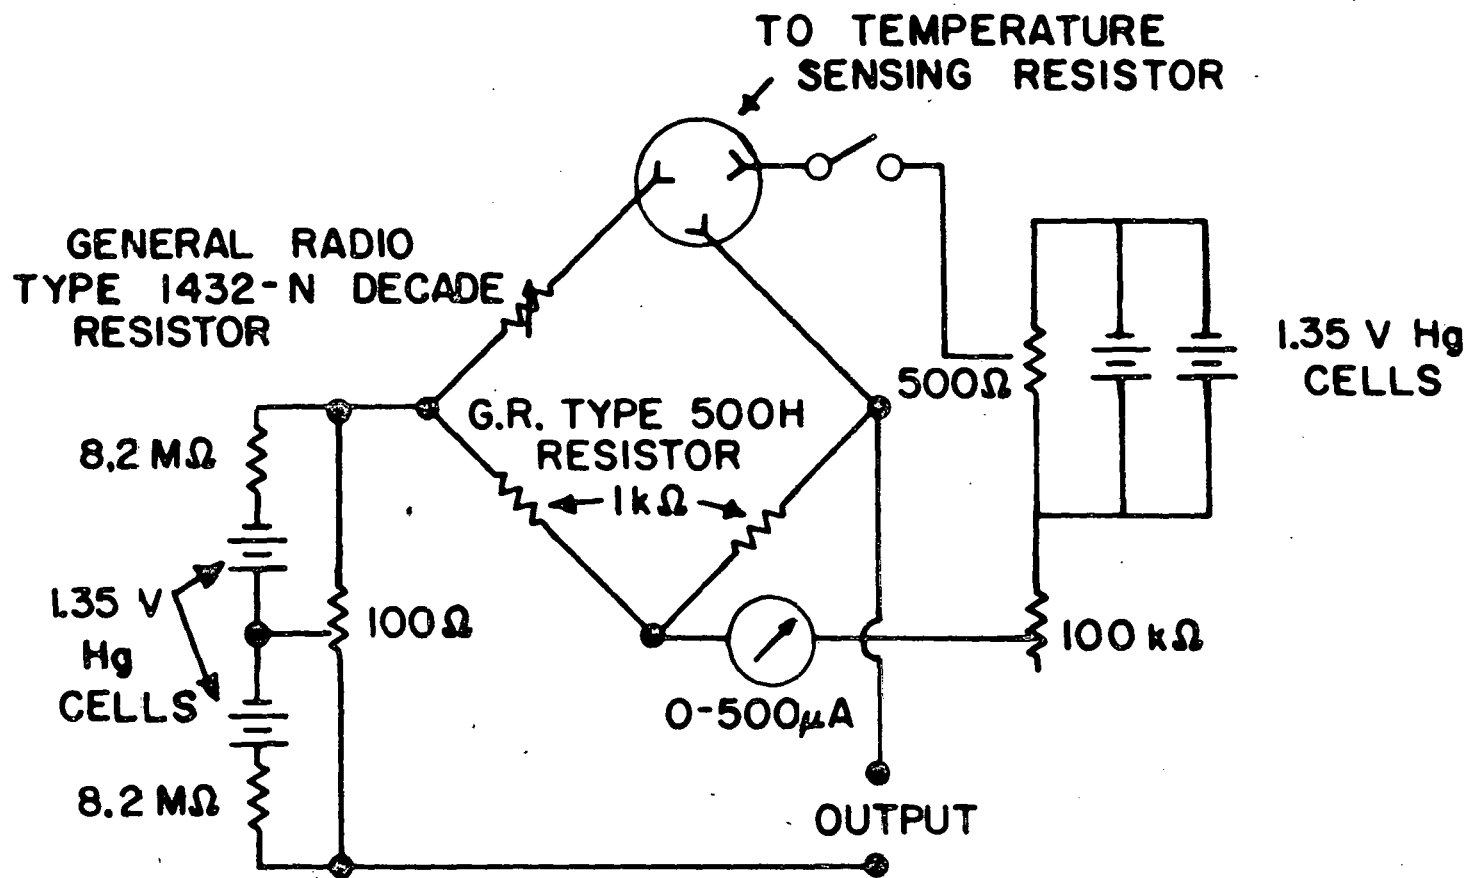 TO TEMPERATURE
SENSING RESISTOR
GENERAL RADIO
TYPE 1432-N DECADE
RESISTOR
1.35 V Hg
CELLS
500Ω
G.R. TYPE 500H
RESISTOR
1kΩ
8.2 MΩ
1.35 V
Hg
CELLS
100Ω
100 kΩ
0-500μA
8.2 MΩ
OUTPUT